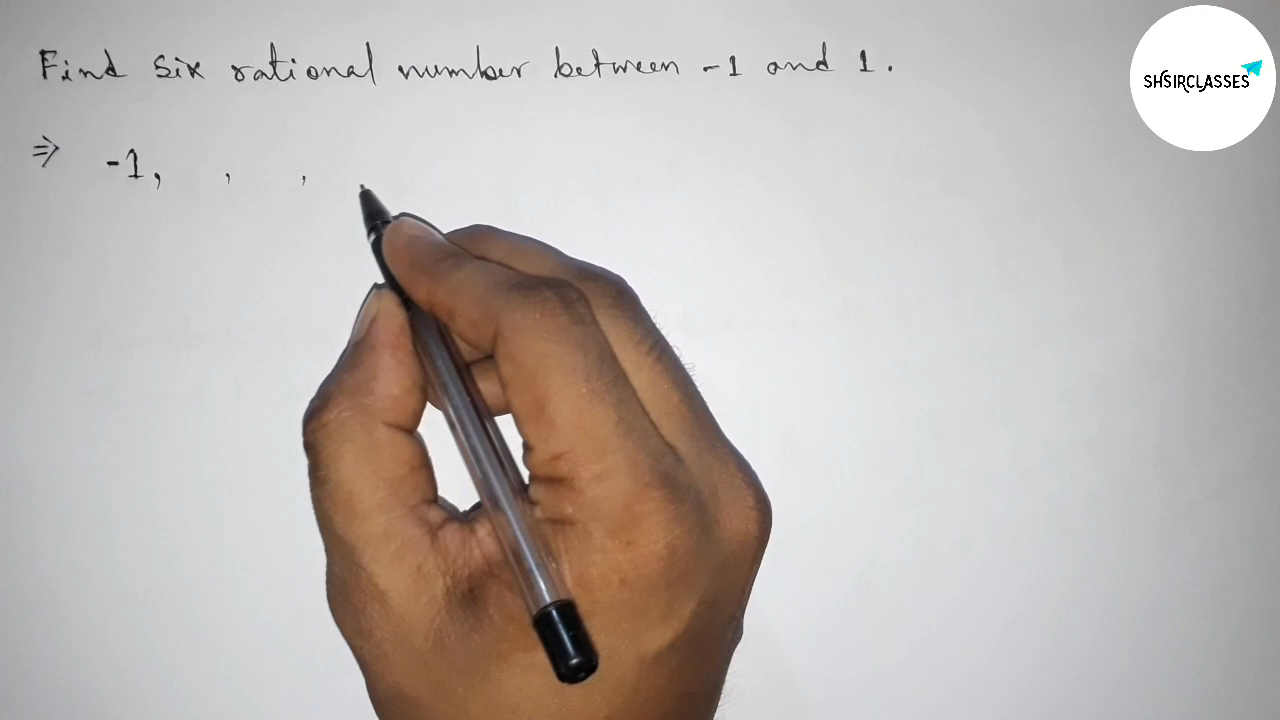 Find six rational number between -1 and 1.
SHSIRCLASSES
⇒ -1, , ,